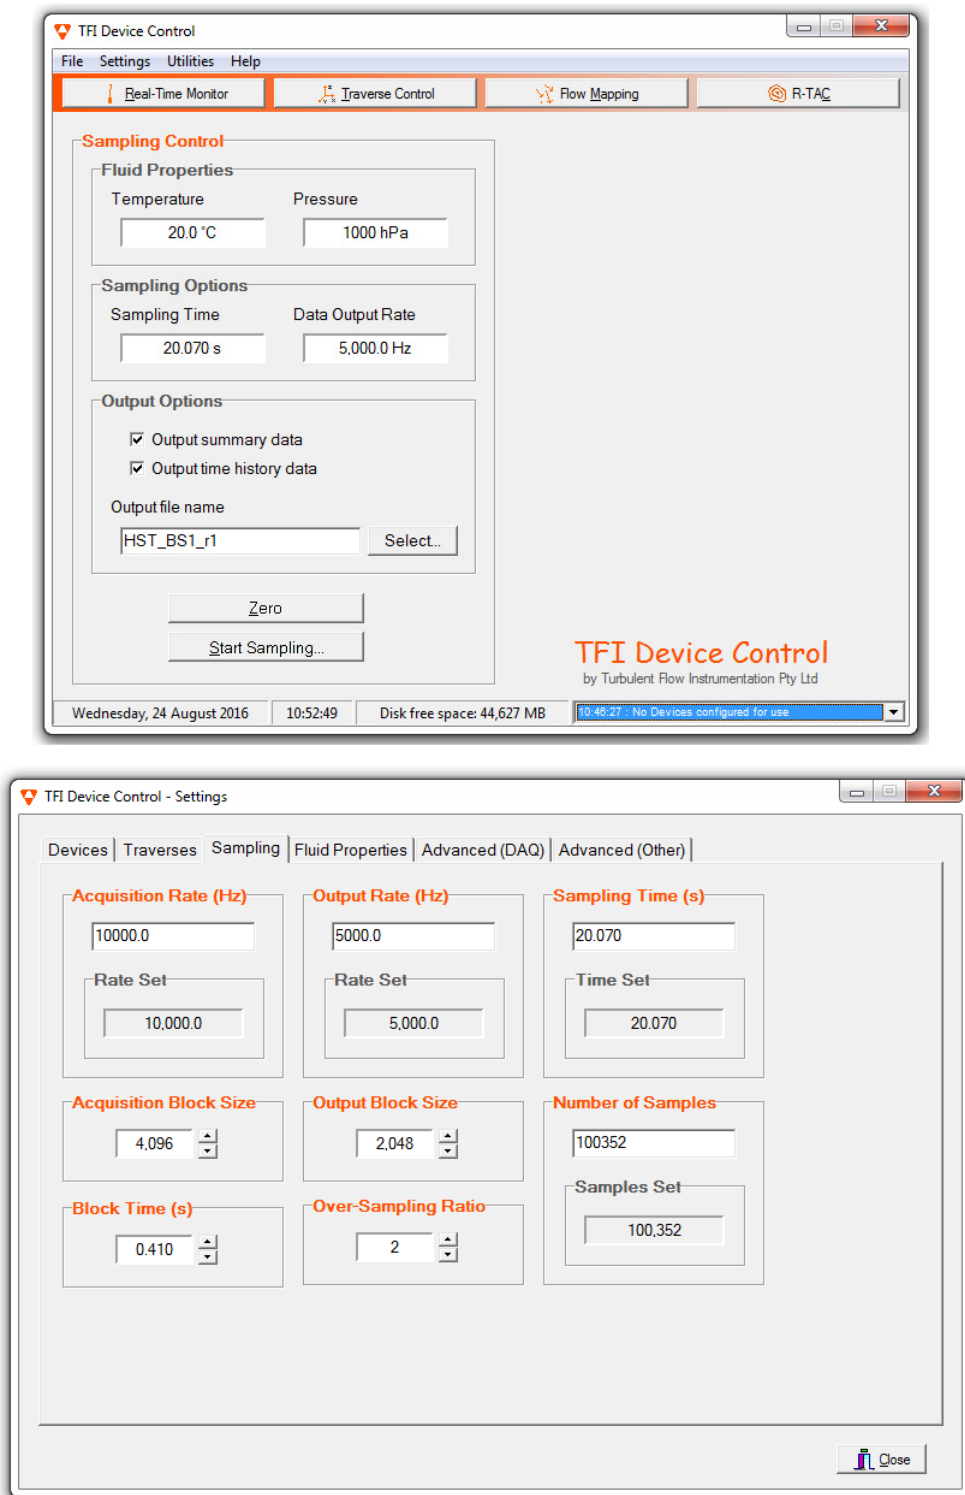 TFI Device Control
File Settings Utilities Help
Real-Time Monitor Traverse Control Flow Mapping R-TAC
Sampling Control
Fluid Properties
Temperature Pressure
20.0 °C 1000 hPa
Sampling Options
Sampling Time Data Output Rate
20.070 s 5,000.0 Hz
Output Options
Output summary data
Output time history data
Output file name
HST_BS1_r1 Select...
Zero
Start Sampling...
TFI Device Control
by Turbulent Flow Instrumentation Pty Ltd
Wednesday, 24 August 2016 10:52:49 Disk free space: 44,627 MB 10:46:27 : No Devices configured for use
TFI Device Control - Settings
Devices Traverses Sampling Fluid Properties Advanced (DAQ) Advanced (Other)
Acquisition Rate (Hz) Output Rate (Hz) Sampling Time (s)
10000.0 5000.0 20.070
Rate Set Rate Set Time Set
10,000.0 5,000.0 20.070
Acquisition Block Size Output Block Size Number of Samples
4,096 2,048 100352
Samples Set
Block Time (s) Over-Sampling Ratio
0.410 2 100,352
Close